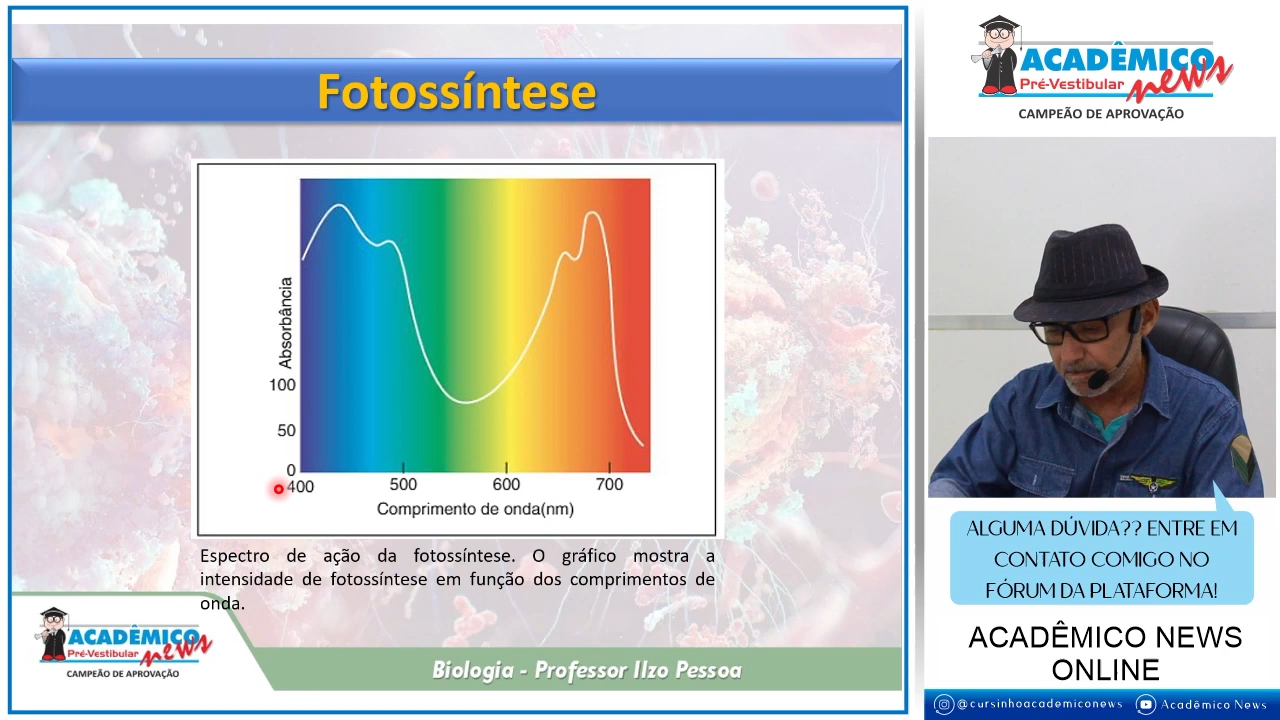 Fotossíntese
Absorbância
100
50
0
400
500
600
700
Comprimento de onda(nm)
Espectro de ação da fotossíntese. O gráfico mostra a
intensidade de fotossíntese em função dos comprimentos de
onda.
ACADÊMICO
Pré-Vestibular
news
CAMPEÃO DE APROVAÇÃO
Biologia - Professor Ilzo Pessoa
ACADÊMICO
Pré-Vestibular
news
CAMPEÃO DE APROVAÇÃO
ALGUMA DÚVIDA?? ENTRE EM
CONTATO COMIGO NO
FÓRUM DA PLATAFORMA!
ACADÊMICO NEWS
ONLINE
@cursinhoacademiconews
Acadêmico News